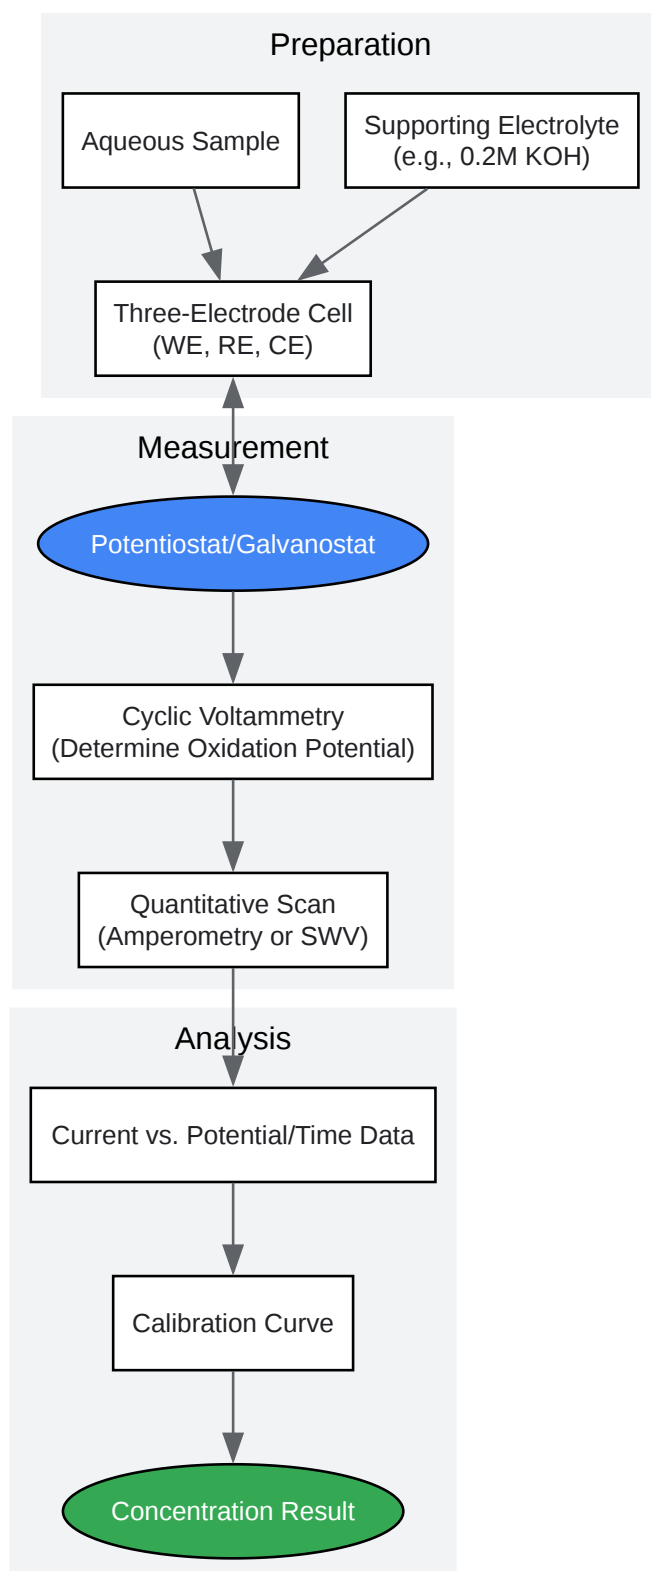 Preparation
Aqueous Sample
Supporting Electrolyte
(e.g., 0.2M KOH)
Three-Electrode Cell
(WE, RE, CE)
Measurement
Potentiostat/Galvanostat
Cyclic Voltammetry
(Determine Oxidation Potential)
Quantitative Scan
(Amperometry or SWV)
Analysis
Current vs. Potential/Time Data
Calibration Curve
Concentration Result